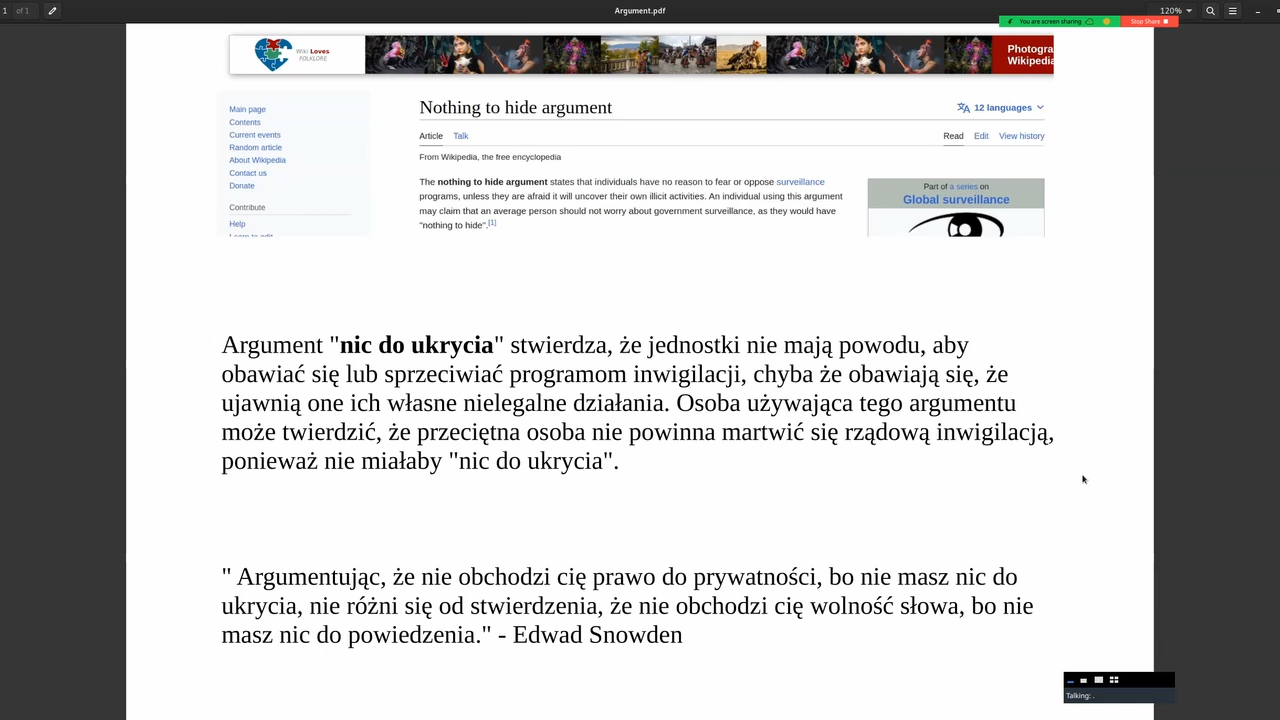 1 of 1
Argument.pdf
120%
You are screen sharing
Stop Share
Wiki Loves
FOLKLORE
Photogra
Wikipedia
Main page
Contents
Current events
Random article
About Wikipedia
Contact us
Donate
Contribute
Help
Learn to edit
Nothing to hide argument
12 languages
Article Talk
Read Edit View history
From Wikipedia, the free encyclopedia
The nothing to hide argument states that individuals have no reason to fear or oppose surveillance
programs, unless they are afraid it will uncover their own illicit activities. An individual using this argument
may claim that an average person should not worry about government surveillance, as they would have
"nothing to hide".[1]
Part of a series on
Global surveillance
Argument "nic do ukrycia" stwierdza, że jednostki nie mają powodu, aby
obawiać się lub sprzeciwiać programom inwigilacji, chyba że obawiają się, że
ujawnią one ich własne nielegalne działania. Osoba używająca tego argumentu
może twierdzić, że przeciętna osoba nie powinna martwić się rządową inwigilacją,
ponieważ nie miałaby "nic do ukrycia".
" Argumentując, że nie obchodzi cię prawo do prywatności, bo nie masz nic do
ukrycia, nie różni się od stwierdzenia, że nie obchodzi cię wolność słowa, bo nie
masz nic do powiedzenia." - Edwad Snowden
Talking: .